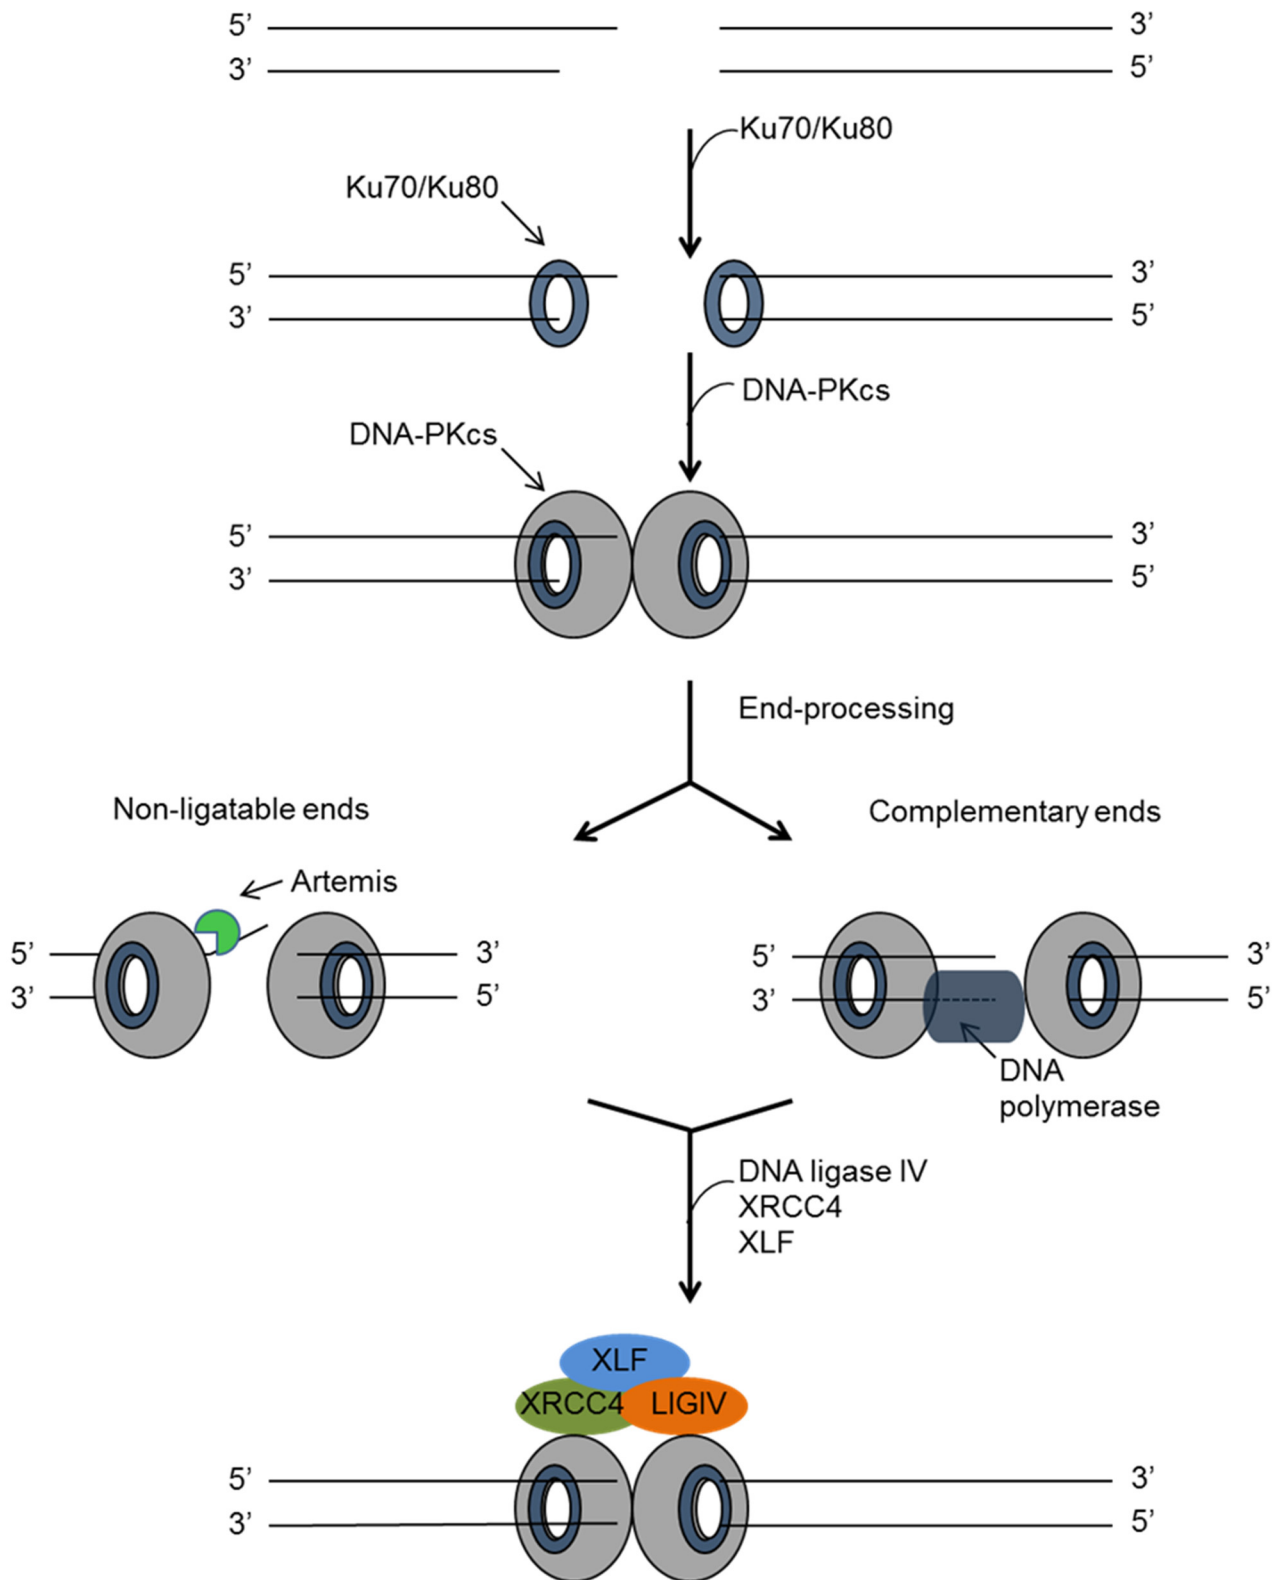 5’ 3’
3’ 5’
Ku70/Ku80
Ku70/Ku80
5’ 3’
3’ 5’
DNA-PKcs
DNA-PKcs
5’ 3’
3’ 5’
End-processing
Non-ligatable ends
Complementary ends
Artemis
5’ 3’
3’ 5’
5’ 3’
3’ 5’
DNA
polymerase
DNA ligase IV
XRCC4
XLF
XLF
XRCC4 LIGIV
5’ 3’
3’ 5’